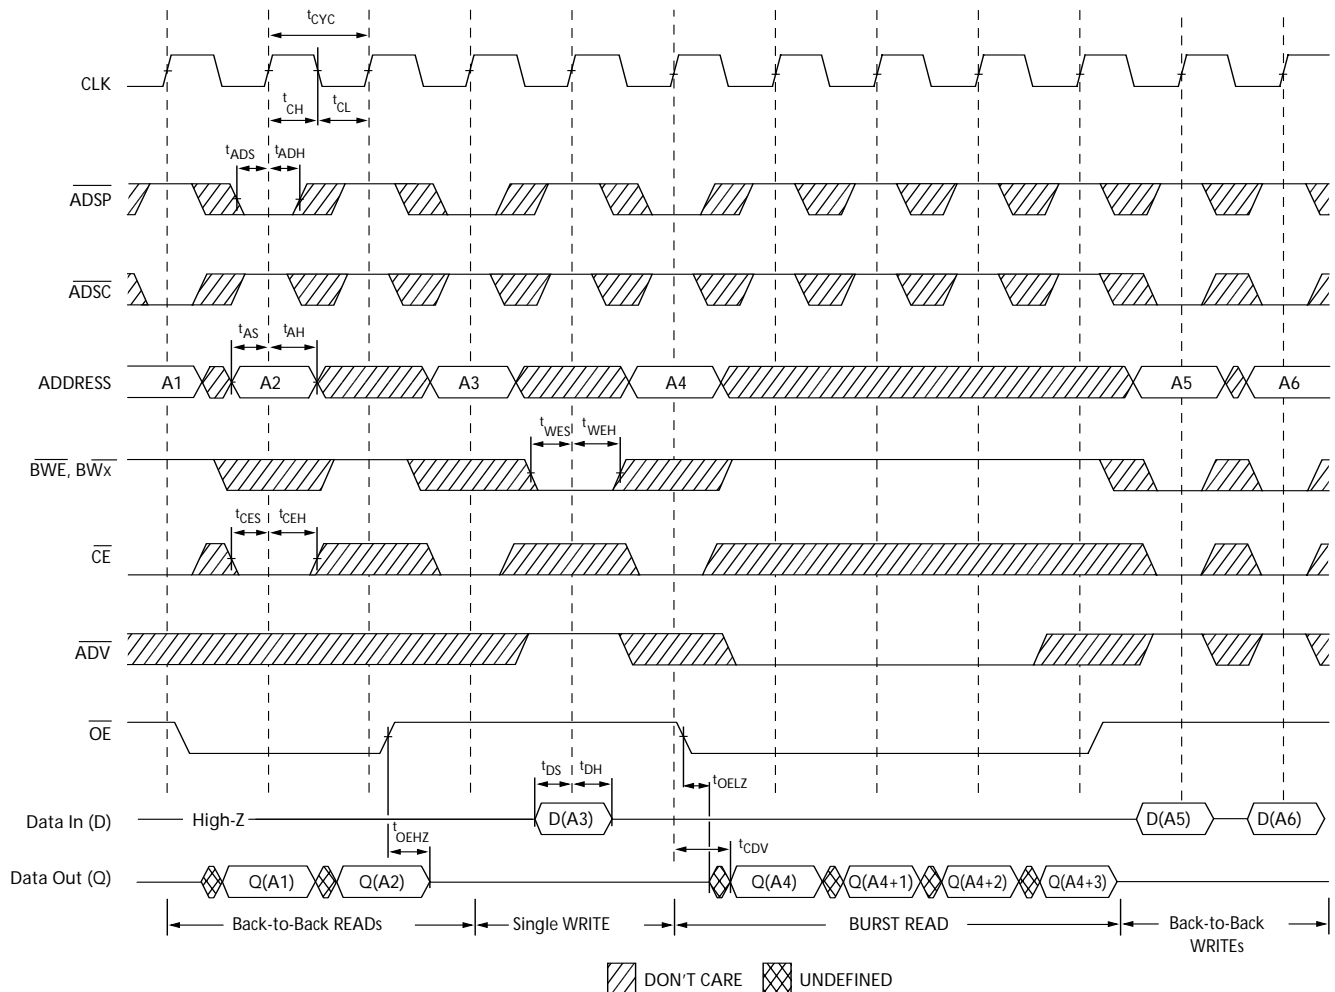 tCYC
CLK
tCH
tCL
tADS
tADH
ADSP
ADSC
tAS
tAH
ADDRESS
A1
A2
A3
A4
A5
A6
tWES
tWEH
BWE, BWx
tCES
tCEH
CE
ADV
OE
tDS
tDH
tOELZ
Data In (D)
High-Z
D(A3)
D(A5)
D(A6)
tOEHZ
tCDV
Data Out (Q)
Q(A1)
Q(A2)
Q(A4)
Q(A4+1)
Q(A4+2)
Q(A4+3)
Back-to-Back READs
Single WRITE
BURST READ
Back-to-Back
WRITEs
DON'T CARE
UNDEFINED